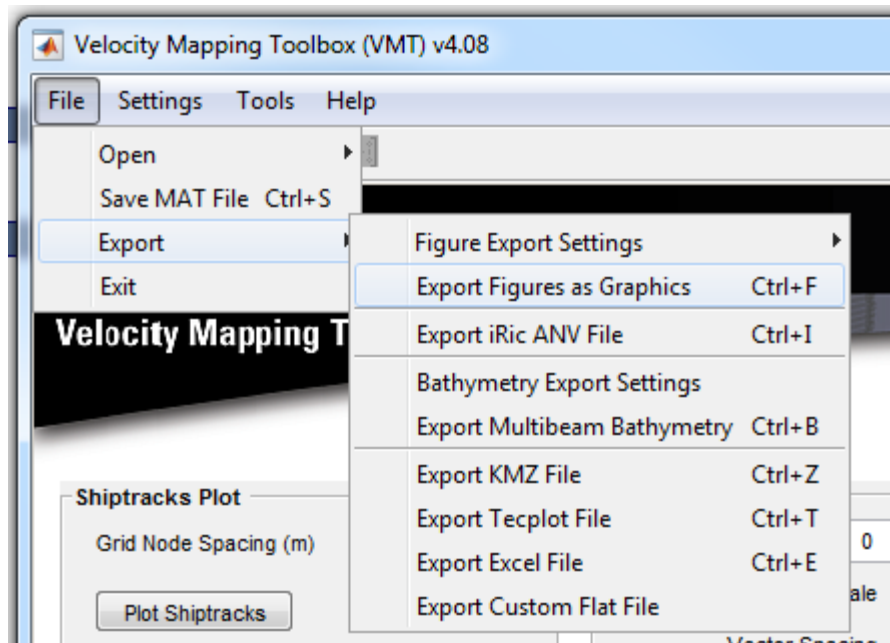 Velocity Mapping Toolbox (VMT) v4.08
File Settings Tools Help
Open
Save MAT File Ctrl+S
Export
Exit
Figure Export Settings
Export Figures as Graphics Ctrl+F
Export iRic ANV File Ctrl+I
Bathymetry Export Settings
Export Multibeam Bathymetry Ctrl+B
Export KMZ File Ctrl+Z
Export Tecplot File Ctrl+T
Export Excel File Ctrl+E
Export Custom Flat File
Velocity Mapping T
Shiptracks Plot
Grid Node Spacing (m)
0
Plot Shiptracks
ale